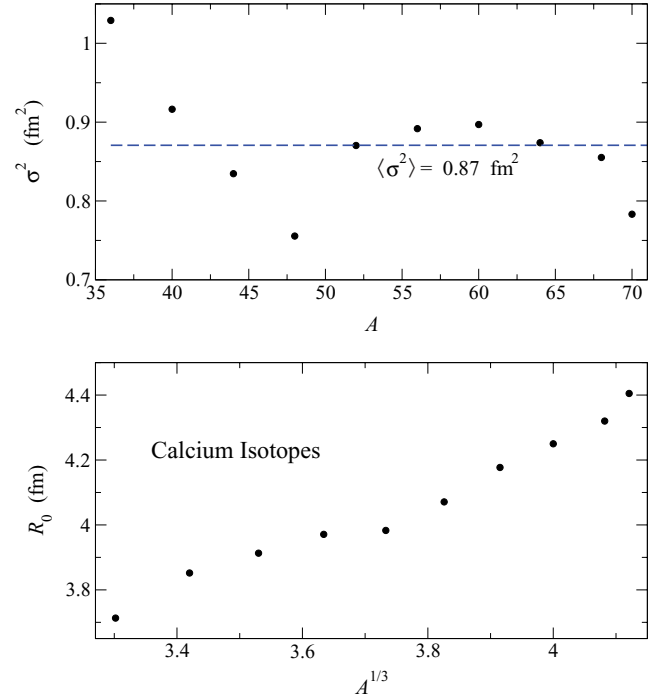 1
0.9
0.8
0.7
σ² (fm²)
⟨σ²⟩ = 0.87 fm²
35 40 45 50 55 60 65 70
A
4.4
4.2
4
3.8
R₀ (fm)
Calcium Isotopes
3.4 3.6 3.8 4
A^{1/3}